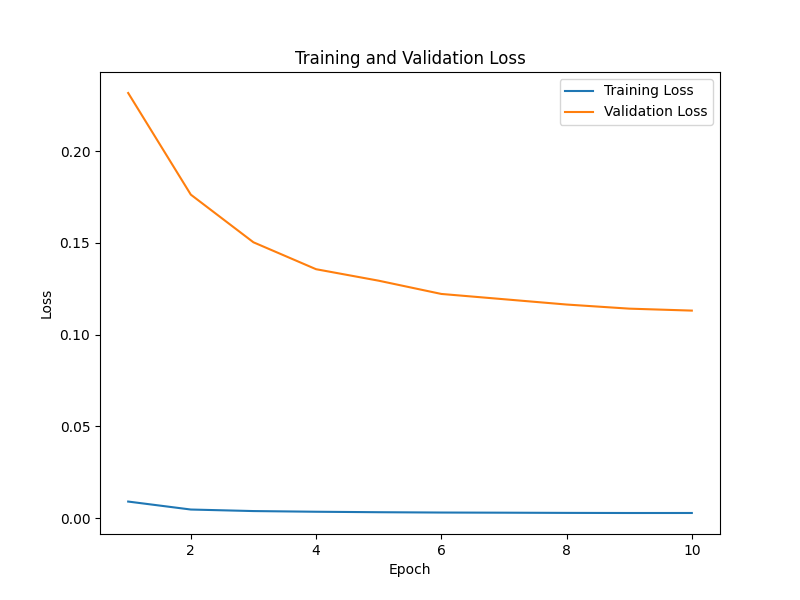 Training and Validation Loss
Training Loss
Validation Loss
0.20
0.15
0.10
0.05
0.00
Loss
2 4 6 8 10
Epoch